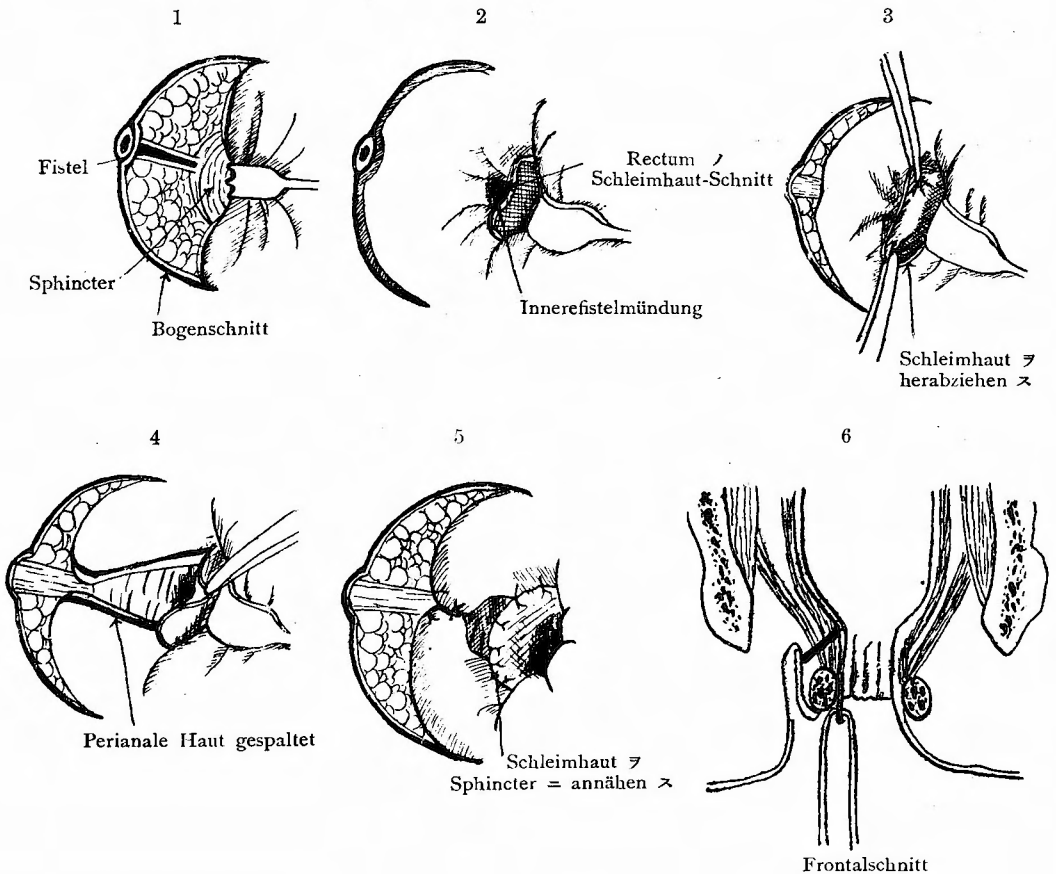 1
2
3
Fistel
Sphincter
Bogenschnitt
Rectum ノ
Schleimhaut-Schnitt
Innerefistelmündung
Schleimhaut ヲ
herabziehen ス
4
5
6
Perianale Haut gespaltet
Schleimhaut ヲ
Sphincter ニ annähen ス
Frontalschnitt